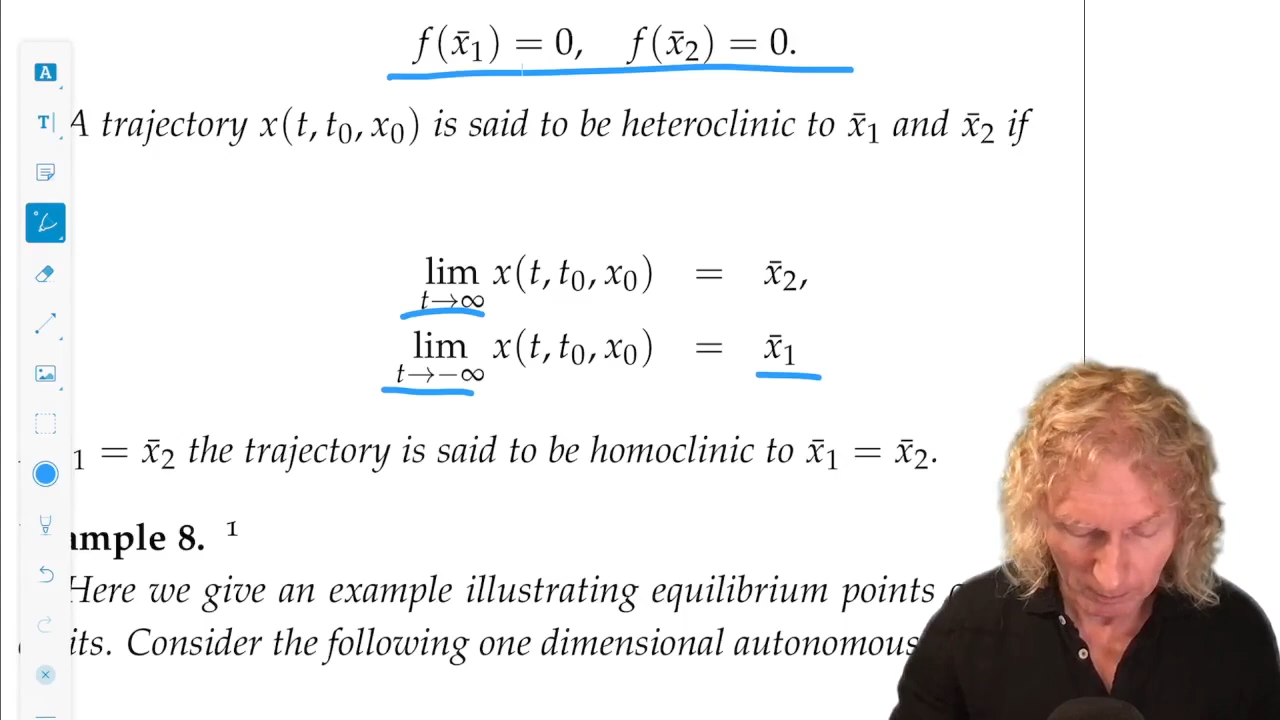 f(x̄₁) = 0, f(x̄₂) = 0.
A trajectory x(t, t₀, x₀) is said to be heteroclinic to x̄₁ and x̄₂ if
lim t→∞ x(t, t₀, x₀) = x̄₂,
lim t→−∞ x(t, t₀, x₀) = x̄₁
₁ = x̄₂ the trajectory is said to be homoclinic to x̄₁ = x̄₂.
ample 8. ¹
Here we give an example illustrating equilibrium points
its. Consider the following one dimensional autonomous
A
T